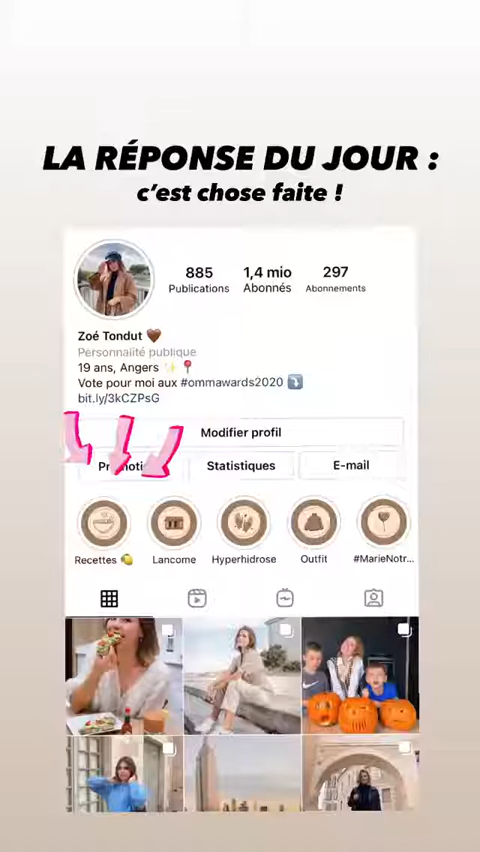 LA RÉPONSE DU JOUR :
c'est chose faite !
885 1,4 mio 297
Publications Abonnés Abonnements
Zoé Tondut 🤎
Personnalité publique
19 ans, Angers ✨ 📍
Vote pour moi aux #ommawards2020 ⤵️
bit.ly/3kCZPsG
Modifier profil
Statistiques E-mail
Recettes 🍋 Lancome Hyperhidrose Outfit #MarieNotr...